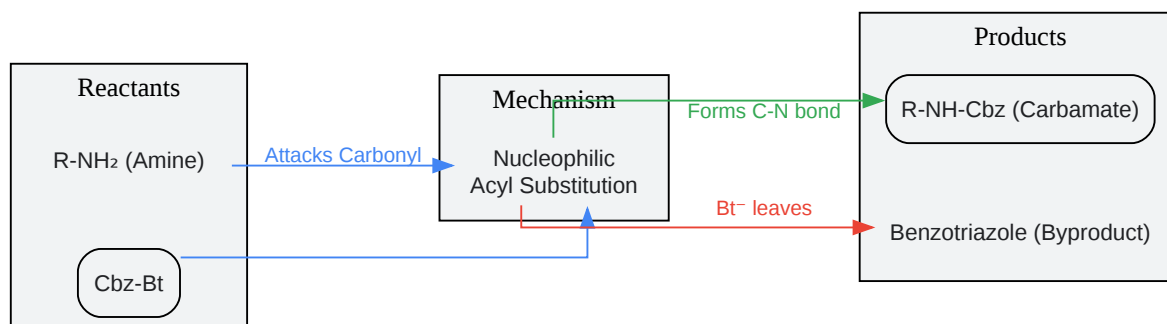 Reactants
R-NH₂ (Amine)
Cbz-Bt
Attacks Carbonyl
Mechanism
Nucleophilic
Acyl Substitution
Forms C-N bond
Bt⁻ leaves
Products
R-NH-Cbz (Carbamate)
Benzotriazole (Byproduct)